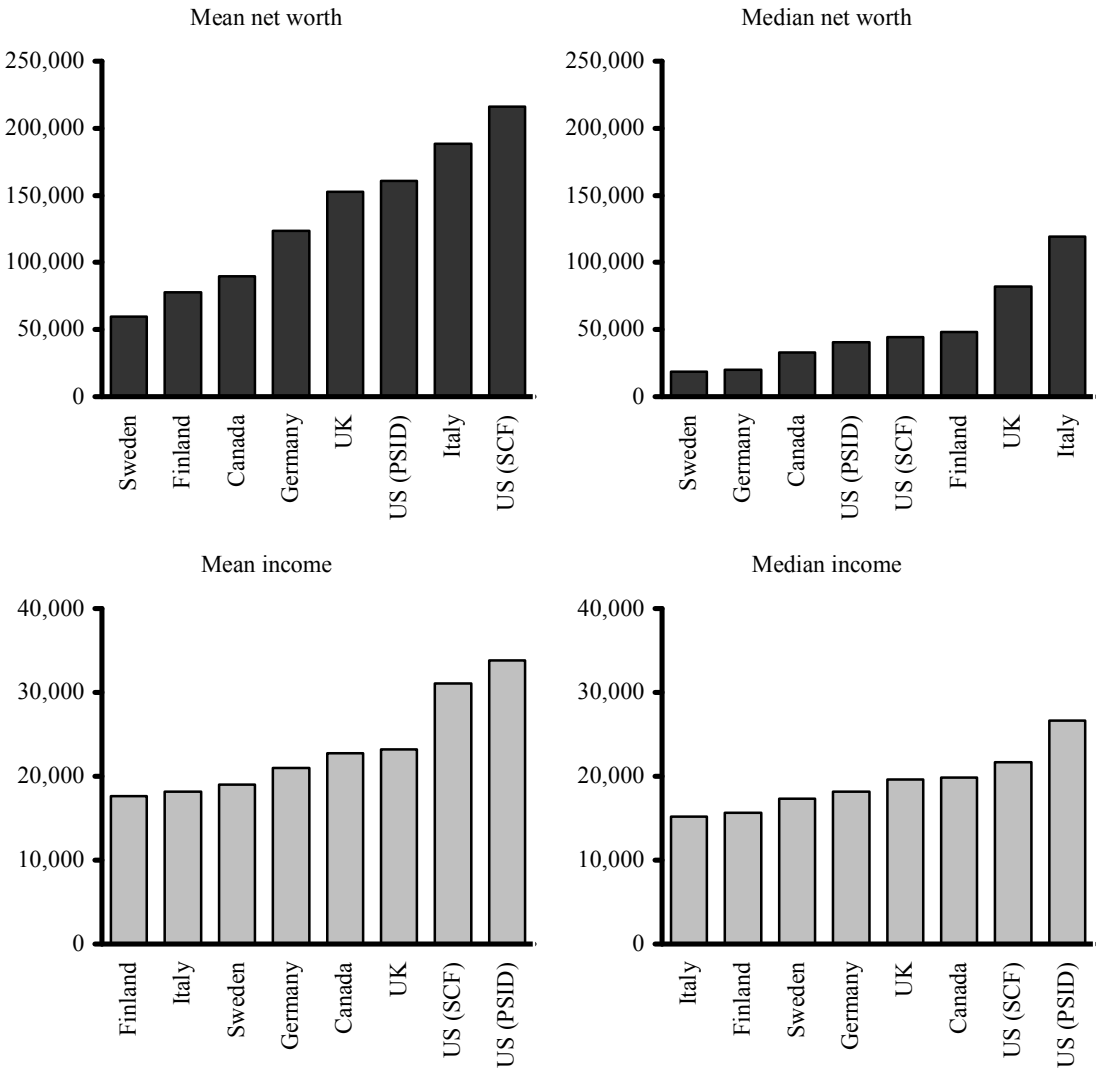 Mean net worth
250,000
200,000
150,000
100,000
50,000
0
Sweden
Finland
Canada
Germany
UK
US (PSID)
Italy
US (SCF)
Median net worth
250,000
200,000
150,000
100,000
50,000
0
Sweden
Germany
Canada
US (PSID)
US (SCF)
Finland
UK
Italy
Mean income
40,000
30,000
20,000
10,000
0
Finland
Italy
Sweden
Germany
Canada
UK
US (SCF)
US (PSID)
Median income
40,000
30,000
20,000
10,000
0
Italy
Finland
Sweden
Germany
UK
Canada
US (SCF)
US (PSID)